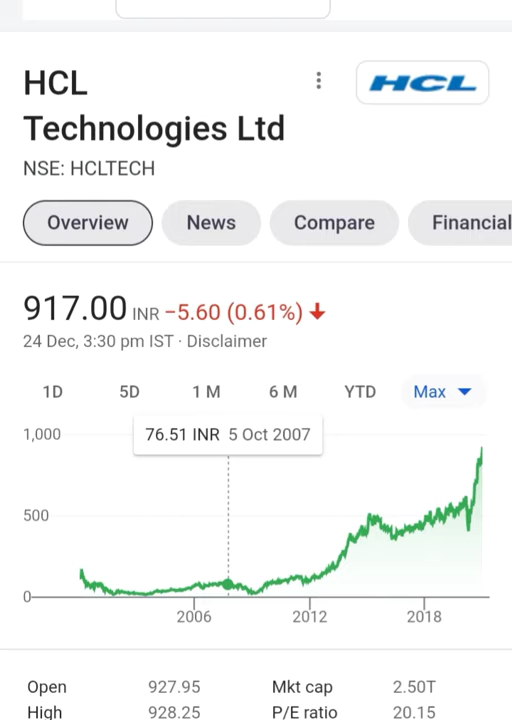 HCL
Technologies Ltd
HCL
NSE: HCLTECH
Overview News Compare Financial
917.00 INR −5.60 (0.61%)
24 Dec, 3:30 pm IST · Disclaimer
1D 5D 1 M 6 M YTD Max
1,000
76.51 INR 5 Oct 2007
500
0
2006 2012 2018
Open 927.95 Mkt cap 2.50T
High 928.25 P/E ratio 20.15